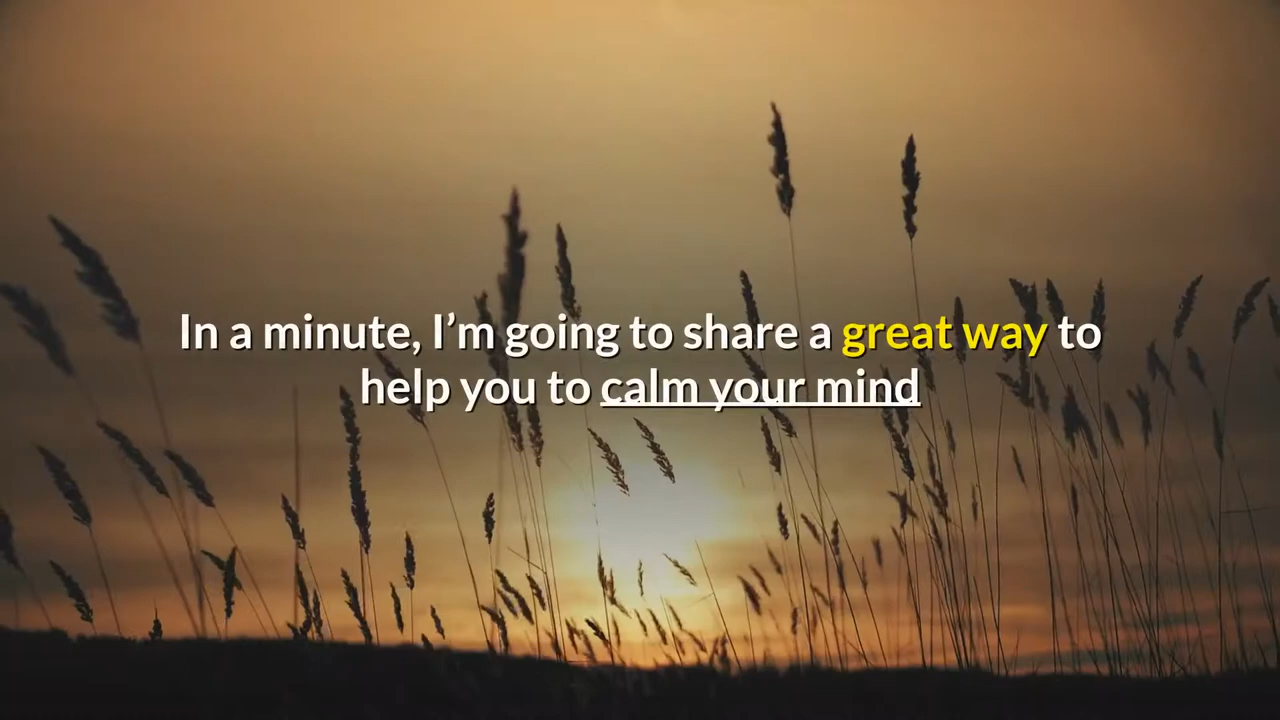 In a minute, I’m going to share a great way to
help you to calm your mind